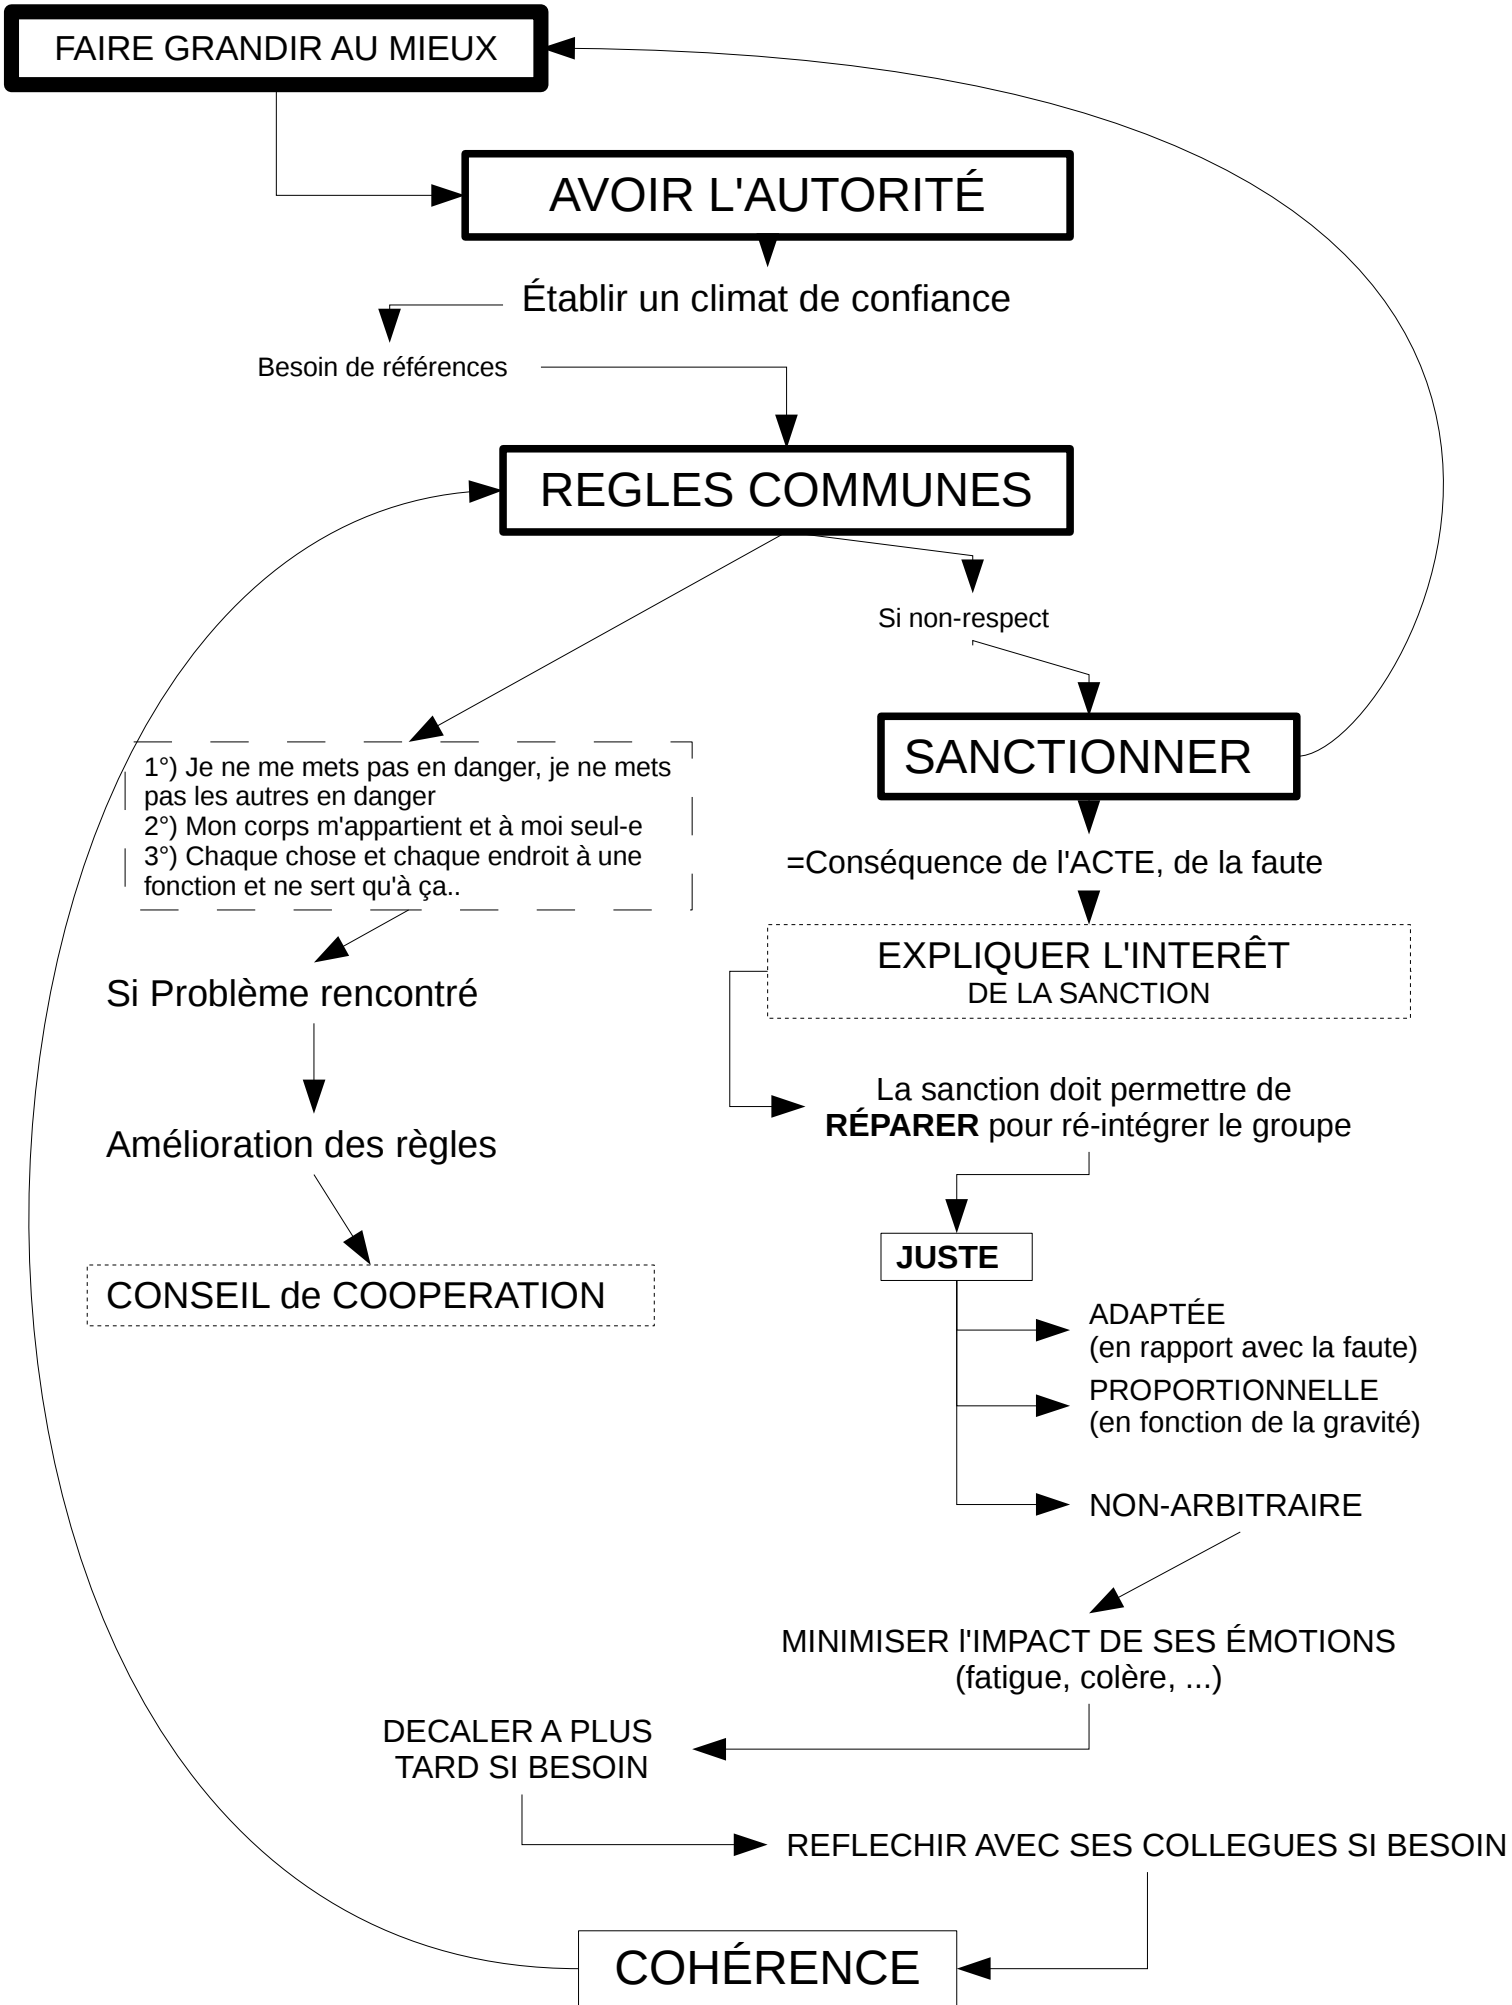 FAIRE GRANDIR AU MIEUX
AVOIR L'AUTORITÉ
Établir un climat de confiance
Besoin de références
REGLES COMMUNES
Si non-respect
SANCTIONNER
1°) Je ne me mets pas en danger, je ne mets
pas les autres en danger
2°) Mon corps m'appartient et à moi seul-e
3°) Chaque chose et chaque endroit à une
fonction et ne sert qu'à ça..
=Conséquence de l'ACTE, de la faute
EXPLIQUER L'INTERÊT
DE LA SANCTION
Si Problème rencontré
La sanction doit permettre de
RÉPARER pour ré-intégrer le groupe
Amélioration des règles
JUSTE
CONSEIL de COOPERATION
ADAPTÉE
(en rapport avec la faute)
PROPORTIONNELLE
(en fonction de la gravité)
NON-ARBITRAIRE
MINIMISER l'IMPACT DE SES ÉMOTIONS
(fatigue, colère, ...)
DECALER A PLUS
TARD SI BESOIN
REFLECHIR AVEC SES COLLEGUES SI BESOIN
COHÉRENCE